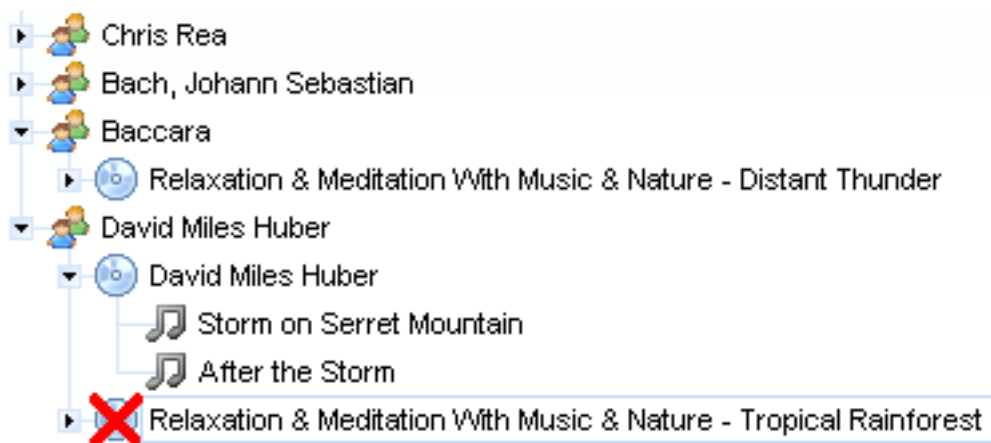 Chris Rea
Bach, Johann Sebastian
Baccara
Relaxation & Meditation With Music & Nature - Distant Thunder
David Miles Huber
David Miles Huber
Storm on Serret Mountain
After the Storm
Relaxation & Meditation With Music & Nature - Tropical Rainforest